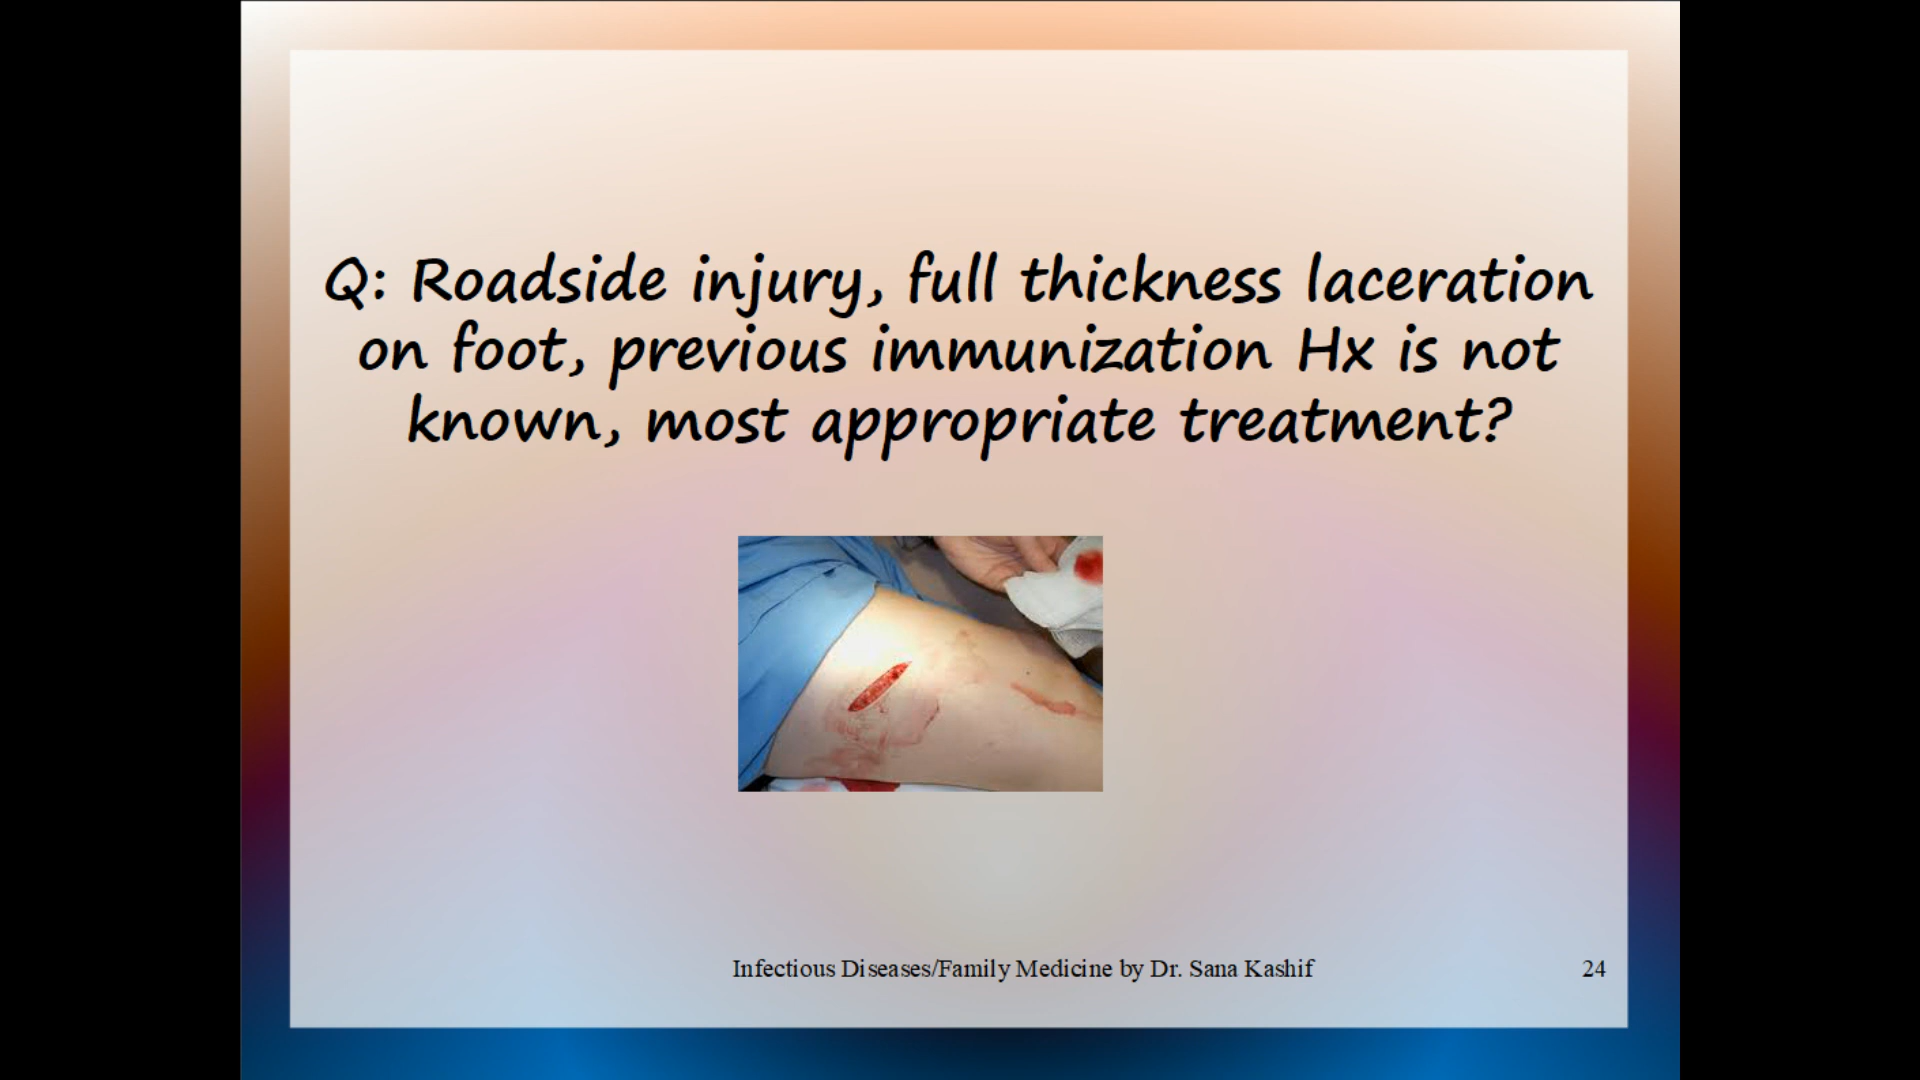 Q: Roadside injury, full thickness laceration
on foot, previous immunization Hx is not
known, most appropriate treatment?
Infectious Diseases/Family Medicine by Dr. Sana Kashif
24